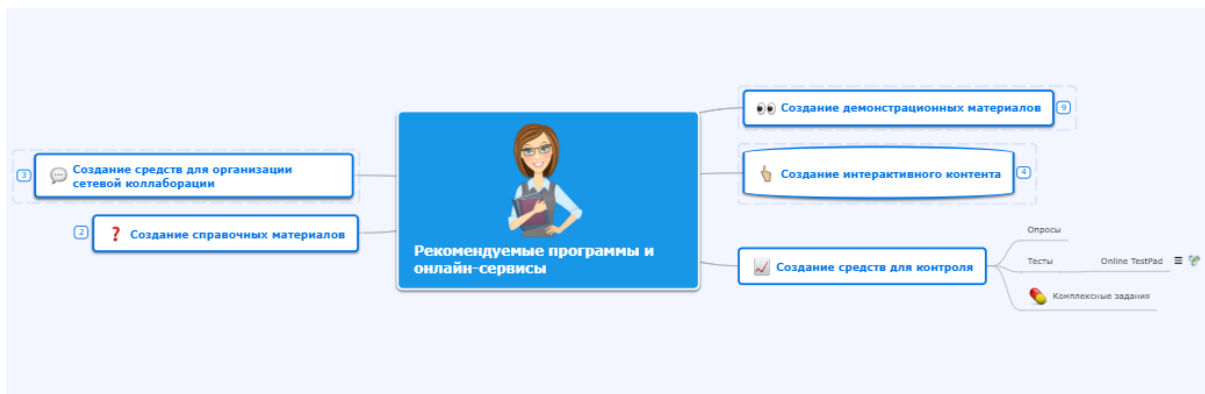 Рекомендуемые программы и
онлайн-сервисы
Создание демонстрационных материалов
9
Создание интерактивного контента
4
Создание средств для контроля
Опросы
Тесты
Online TestPad
Комплексные задания
3
Создание средств для организации
сетевой коллаборации
2
Создание справочных материалов